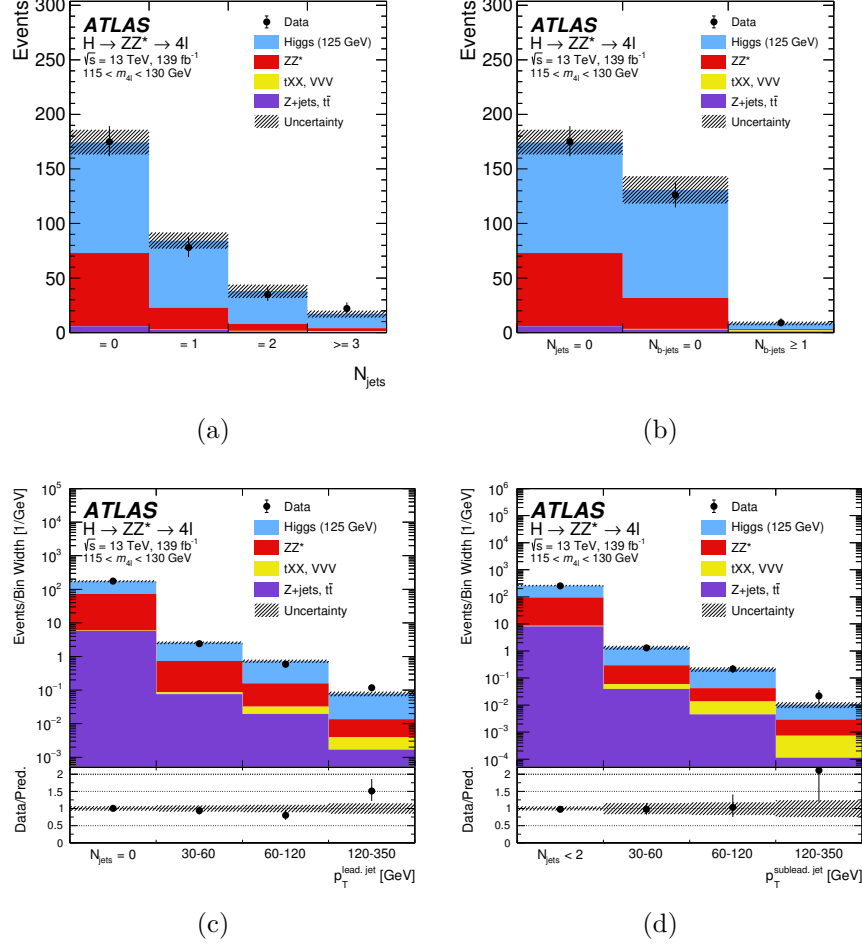 Events
300
250
200
150
100
50
0
ATLAS
H → ZZ* → 4l
√s = 13 TeV, 139 fb⁻¹
115 < m₄ₗ < 130 GeV
Data
Higgs (125 GeV)
ZZ*
tXX, VVV
Z+jets, tt̄
Uncertainty
= 0 = 1 = 2 >= 3
N_jets
(a)
Events
300
250
200
150
100
50
0
ATLAS
H → ZZ* → 4l
√s = 13 TeV, 139 fb⁻¹
115 < m₄ₗ < 130 GeV
Data
Higgs (125 GeV)
ZZ*
tXX, VVV
Z+jets, tt̄
Uncertainty
N_jets = 0 N_b-jets = 0 N_b-jets ≥ 1
(b)
Events/Bin Width [1/GeV]
10⁵
10⁴
10³
10²
10
1
10⁻¹
10⁻²
10⁻³
ATLAS
H → ZZ* → 4l
√s = 13 TeV, 139 fb⁻¹
115 < m₄ₗ < 130 GeV
Data
Higgs (125 GeV)
ZZ*
tXX, VVV
Z+jets, tt̄
Uncertainty
Data/Pred.
2
1.5
1
0.5
0
N_jets = 0 30-60 60-120 120-350
p_T^lead. jet [GeV]
(c)
Events/Bin Width [1/GeV]
10⁶
10⁵
10⁴
10³
10²
10
1
10⁻¹
10⁻²
10⁻³
10⁻⁴
ATLAS
H → ZZ* → 4l
√s = 13 TeV, 139 fb⁻¹
115 < m₄ₗ < 130 GeV
Data
Higgs (125 GeV)
ZZ*
tXX, VVV
Z+jets, tt̄
Uncertainty
Data/Pred.
2
1.5
1
0.5
0
N_jets < 2 30-60 60-120 120-350
p_T^sublead. jet [GeV]
(d)